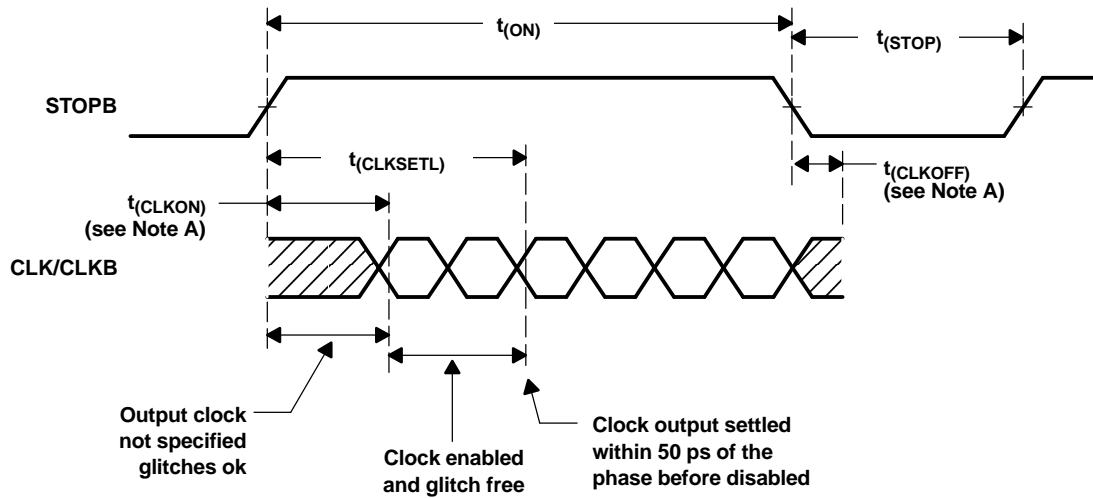 t(ON)
t(STOP)
STOPB
t(CLKSETL)
t(CLKOFF)
(see Note A)
t(CLKON)
(see Note A)
CLK/CLKB
Output clock
not specified
glitches ok
Clock enabled
and glitch free
Clock output settled
within 50 ps of the
phase before disabled